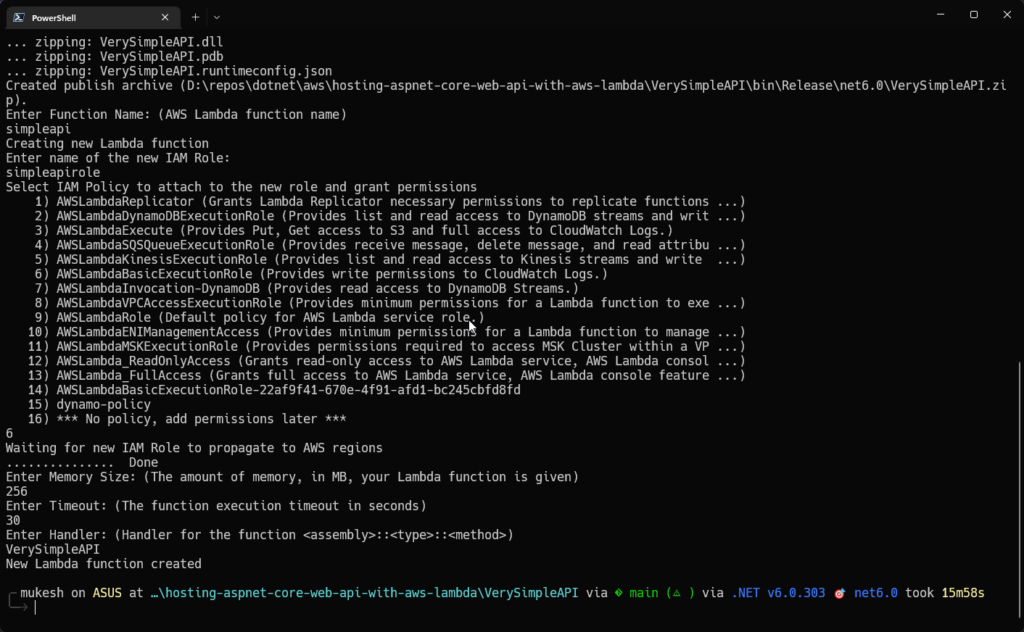 PowerShell
... zipping: VerySimpleAPI.dll
... zipping: VerySimpleAPI.pdb
... zipping: VerySimpleAPI.runtimeconfig.json
Created publish archive (D:\repos\dotnet\aws\hosting-aspnet-core-web-api-with-aws-lambda\VerySimpleAPI\bin\Release\net6.0\VerySimpleAPI.zi
p).
Enter Function Name: (AWS Lambda function name)
simpleapi
Creating new Lambda function
Enter name of the new IAM Role:
simpleapirole
Select IAM Policy to attach to the new role and grant permissions
1) AWSLambdaReplicator (Grants Lambda Replicator necessary permissions to replicate functions ...)
2) AWSLambdaDynamoDBExecutionRole (Provides list and read access to DynamoDB streams and writ ...)
3) AWSLambdaExecute (Provides Put, Get access to S3 and full access to CloudWatch Logs.)
4) AWSLambdaSQSQueueExecutionRole (Provides receive message, delete message, and read attribu ...)
5) AWSLambdaKinesisExecutionRole (Provides list and read access to Kinesis streams and write  ...)
6) AWSLambdaBasicExecutionRole (Provides write permissions to CloudWatch Logs.)
7) AWSLambdaInvocation-DynamoDB (Provides read access to DynamoDB Streams.)
8) AWSLambdaVPCAccessExecutionRole (Provides minimum permissions for a Lambda function to exe ...)
9) AWSLambdaRole (Default policy for AWS Lambda service role.)
10) AWSLambdaENIManagementAccess (Provides minimum permissions for a Lambda function to manage ...)
11) AWSLambdaMSKExecutionRole (Provides permissions required to access MSK Cluster within a VP ...)
12) AWSLambda_ReadOnlyAccess (Grants read-only access to AWS Lambda service, AWS Lambda consol ...)
13) AWSLambda_FullAccess (Grants full access to AWS Lambda service, AWS Lambda console feature ...)
14) AWSLambdaBasicExecutionRole-22af9f41-670e-4f91-afd1-bc245cbfd8fd
15) dynamo-policy
16) *** No policy, add permissions later ***
6
Waiting for new IAM Role to propagate to AWS regions
...............  Done
Enter Memory Size: (The amount of memory, in MB, your Lambda function is given)
256
Enter Timeout: (The function execution timeout in seconds)
30
Enter Handler: (Handler for the function <assembly>::<type>::<method>)
VerySimpleAPI
New Lambda function created
mukesh on ASUS at …\hosting-aspnet-core-web-api-with-aws-lambda\VerySimpleAPI via � main (△ ) via .NET v6.0.303 🎯 net6.0 took 15m58s